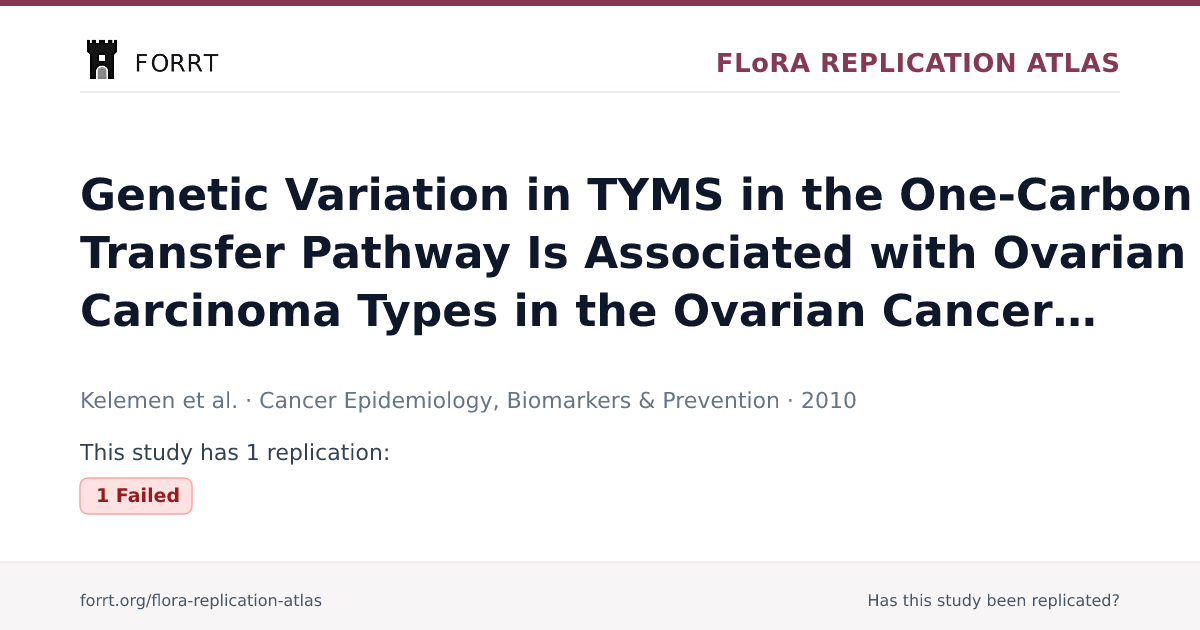 FORRT
FLoRA REPLICATION ATLAS
Genetic Variation in TYMS in the One-Carbon
Transfer Pathway Is Associated with Ovarian
Carcinoma Types in the Ovarian Cancer…
Kelemen et al. · Cancer Epidemiology, Biomarkers & Prevention · 2010
This study has 1 replication:
1 Failed
forrt.org/flora-replication-atlas
Has this study been replicated?